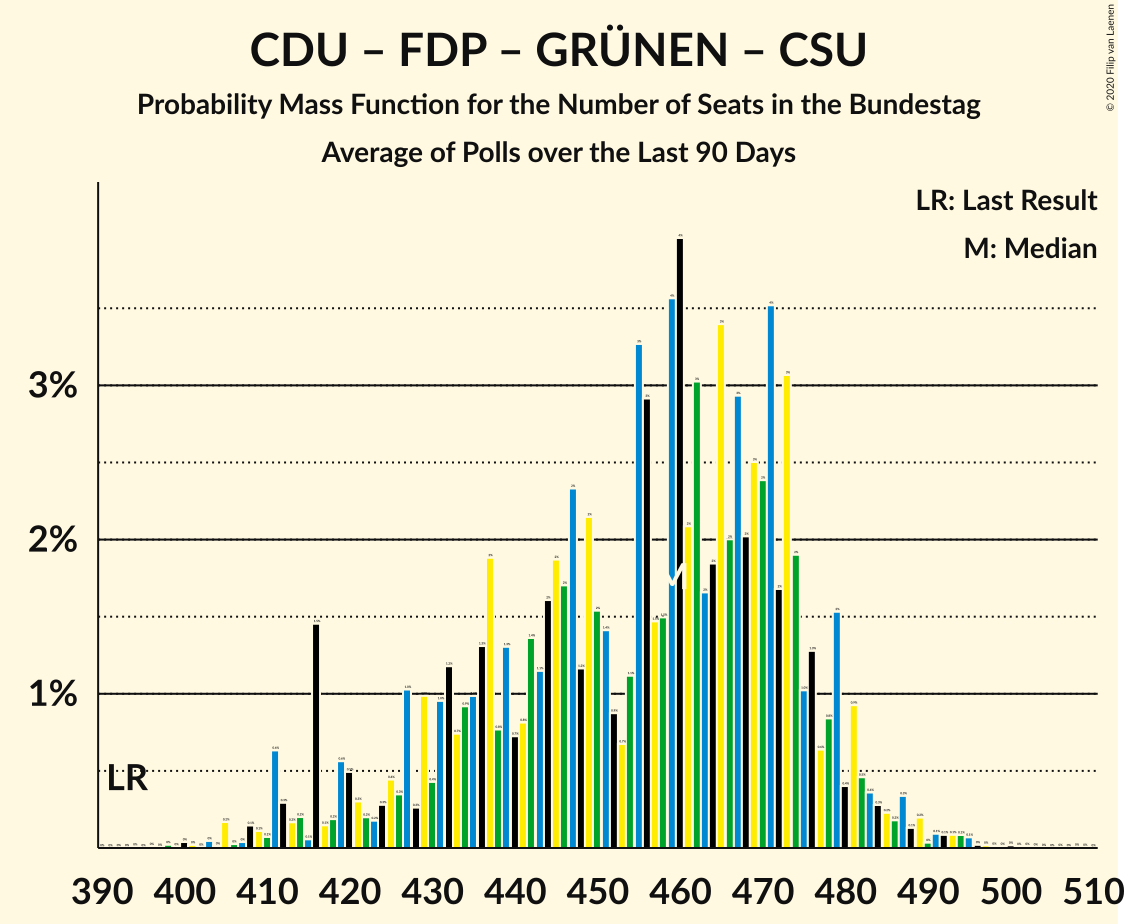 CDU – FDP – GRÜNEN – CSU
Probability Mass Function for the Number of Seats in the Bundestag
Average of Polls over the Last 90 Days
© 2020 Filip van Laenen
LR: Last Result
M: Median
3%
2%
1%
LR
M
390 400 410 420 430 440 450 460 470 480 490 500 510